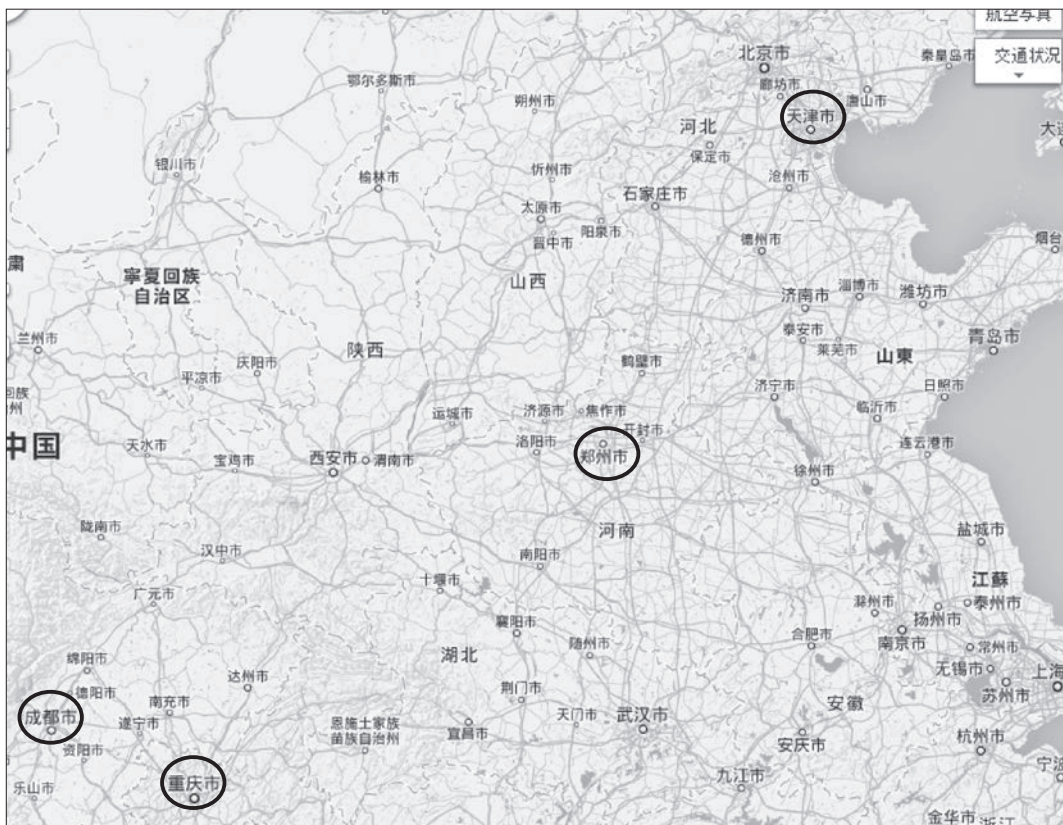 航空写真
北京市
秦皇岛市
交通状況
鄂尔多斯市
廊坊市
唐山市
朔州市
天津市
河北
保定市
银川市
忻州市
沧州市
榆林市
石家庄市
太原市
阳泉市
晋中市
德州市
烟台
肃
宁夏回族
自治区
山西
淄博市
济南市
潍坊市
泰安市
兰州市
陕西
莱芜市
山東
青岛市
庆阳市
鹤壁市
平凉市
济宁市
日照市
回族
州
运城市
济源市
焦作市
临沂市
中国
天水市
宝鸡市
西安市
渭南市
洛阳市
开封市
郑州市
连云港市
徐州市
陇南市
河南
盐城市
汉中市
南阳市
十堰市
江蘇
广元市
滁州市
泰州市
扬州市
襄阳市
随州市
合肥市
南京市
常州市
绵阳市
湖北
无锡市
上海
德阳市
达州市
荆门市
苏州市
南充市
安徽
成都市
遂宁市
恩施土家族
苗族自治州
宜昌市
天门市
武汉市
安庆市
杭州市
资阳市
宁波
重庆市
九江市
乐山市
金华市
浙江